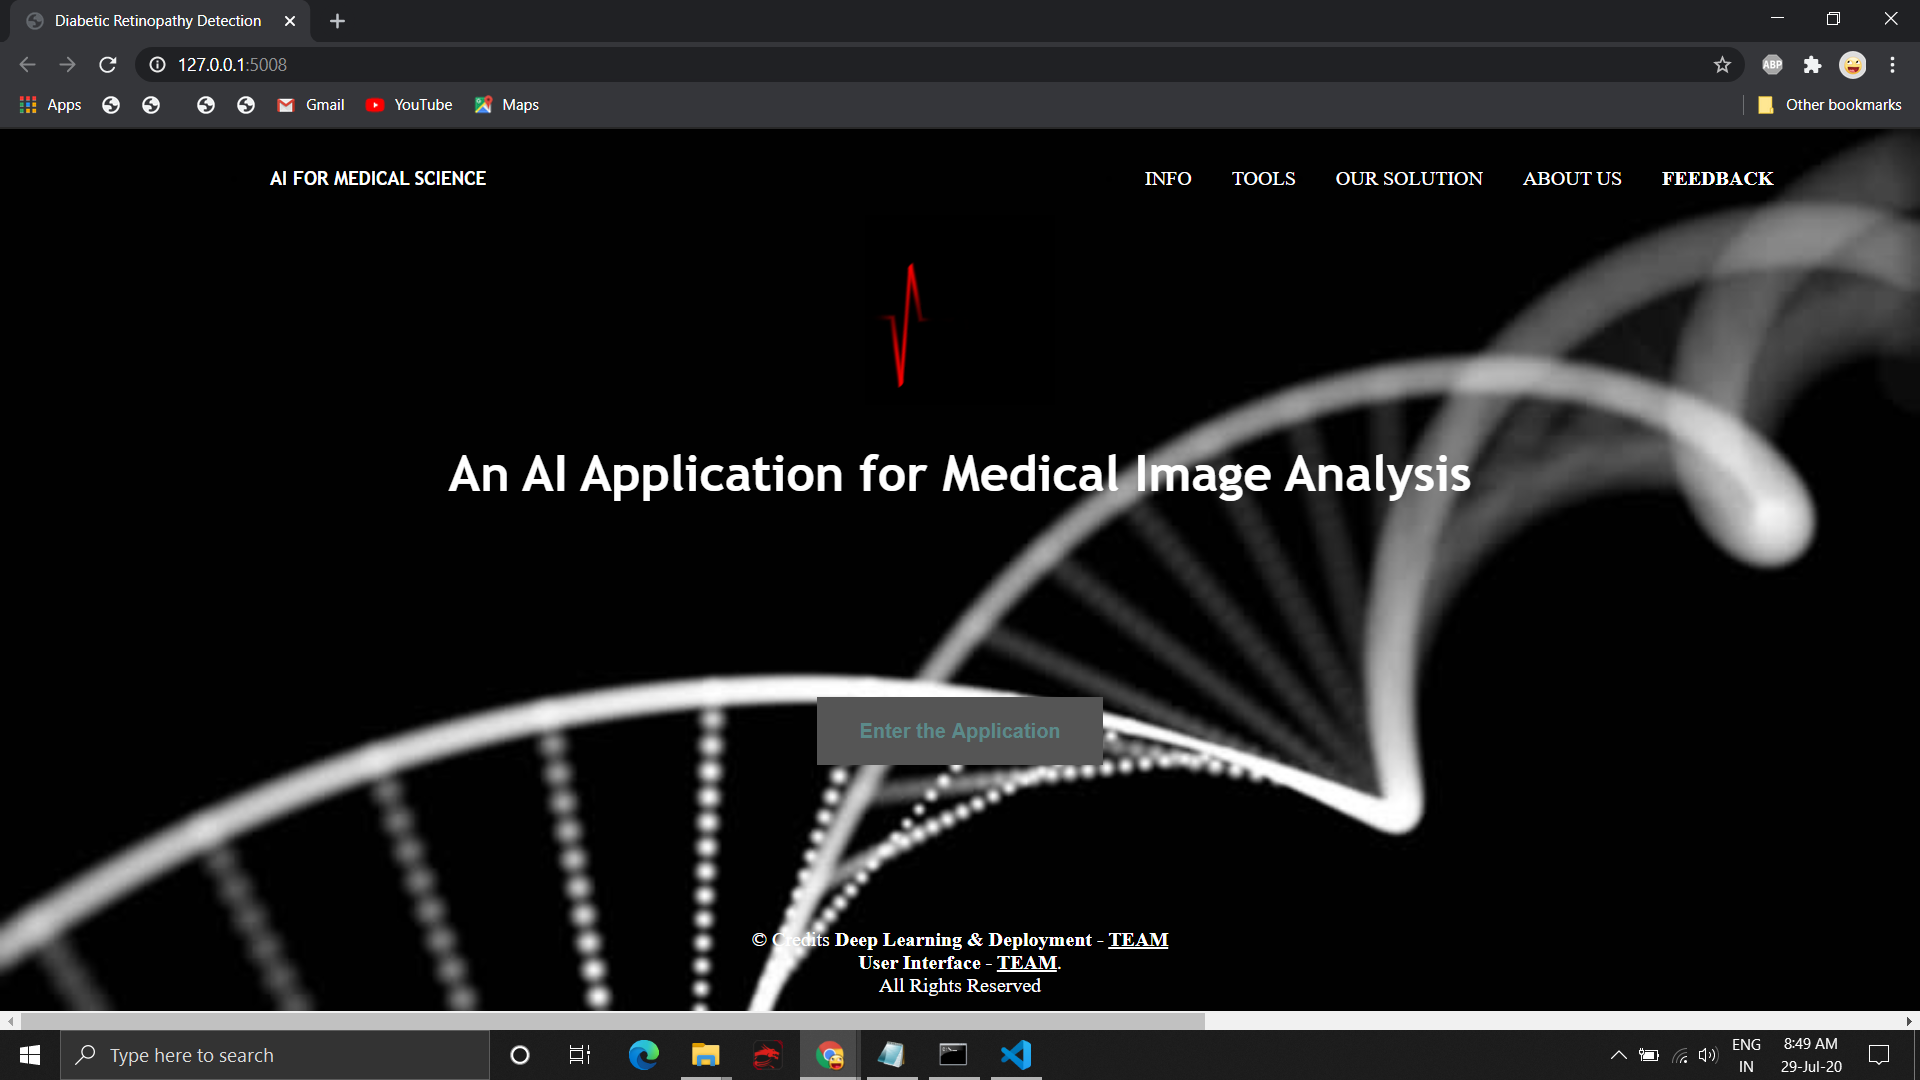 Diabetic Retinopathy Detection
127.0.0.1:5008
ABP
Apps
Gmail
YouTube
Maps
Other bookmarks
AI FOR MEDICAL SCIENCE
INFO
TOOLS
OUR SOLUTION
ABOUT US
FEEDBACK
An AI Application for Medical Image Analysis
Enter the Application
© Credits Deep Learning & Deployment - TEAM
User Interface - TEAM.
All Rights Reserved
Type here to search
ENG
IN
8:49 AM
29-Jul-20